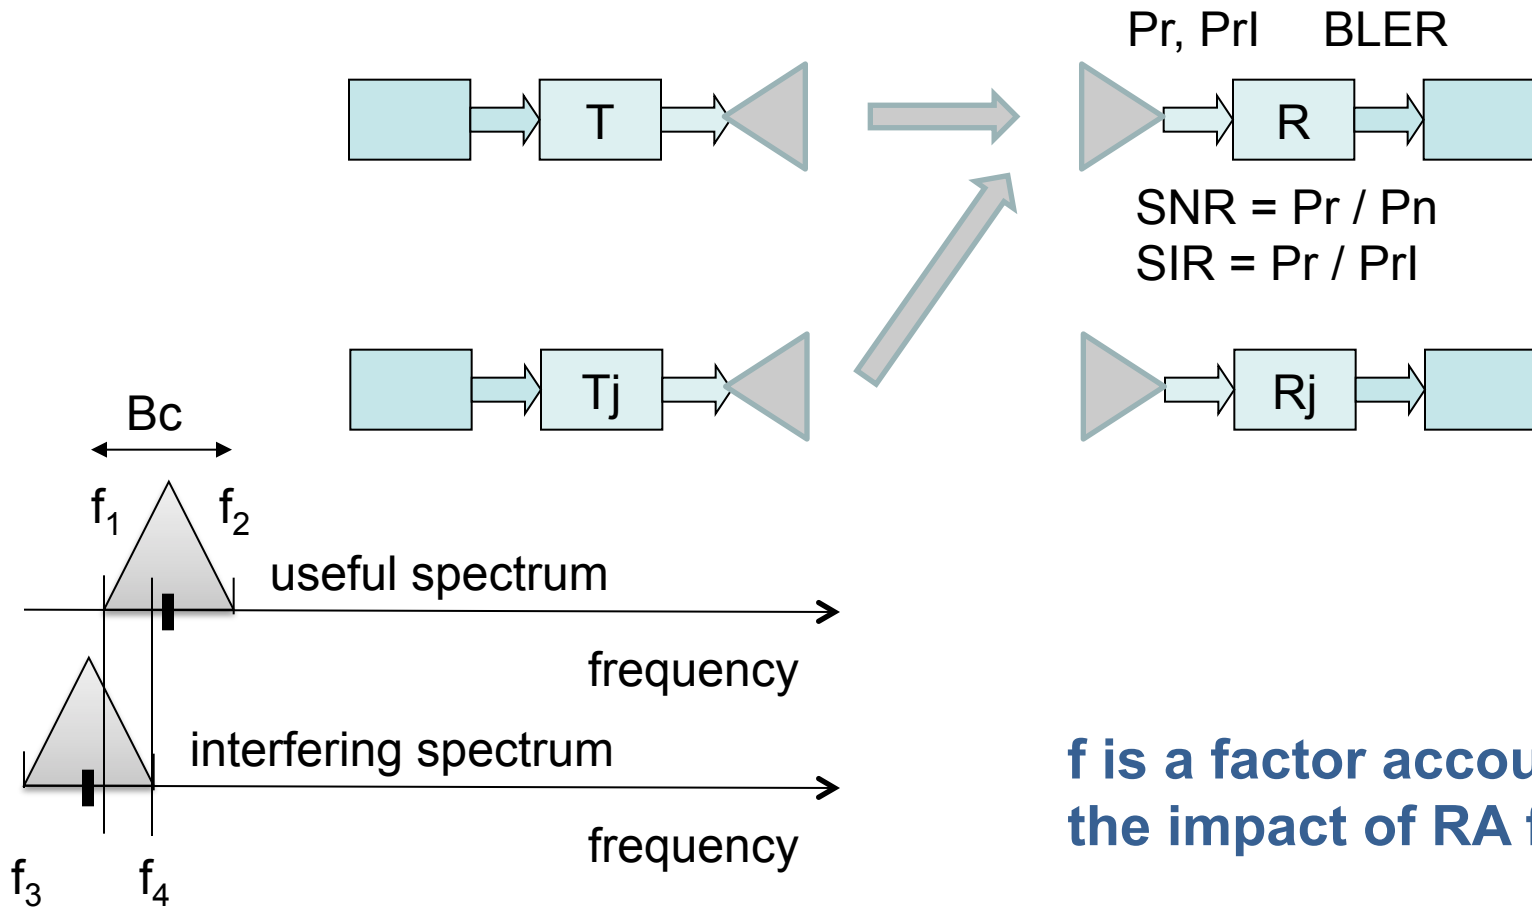 Pr, PrI BLER
T
R
SNR = Pr / Pn
SIR = Pr / PrI
Tj
Rj
Bc
f₁ f₂
useful spectrum
frequency
interfering spectrum
frequency
f₃ f₄
f is a factor
the impact of RA